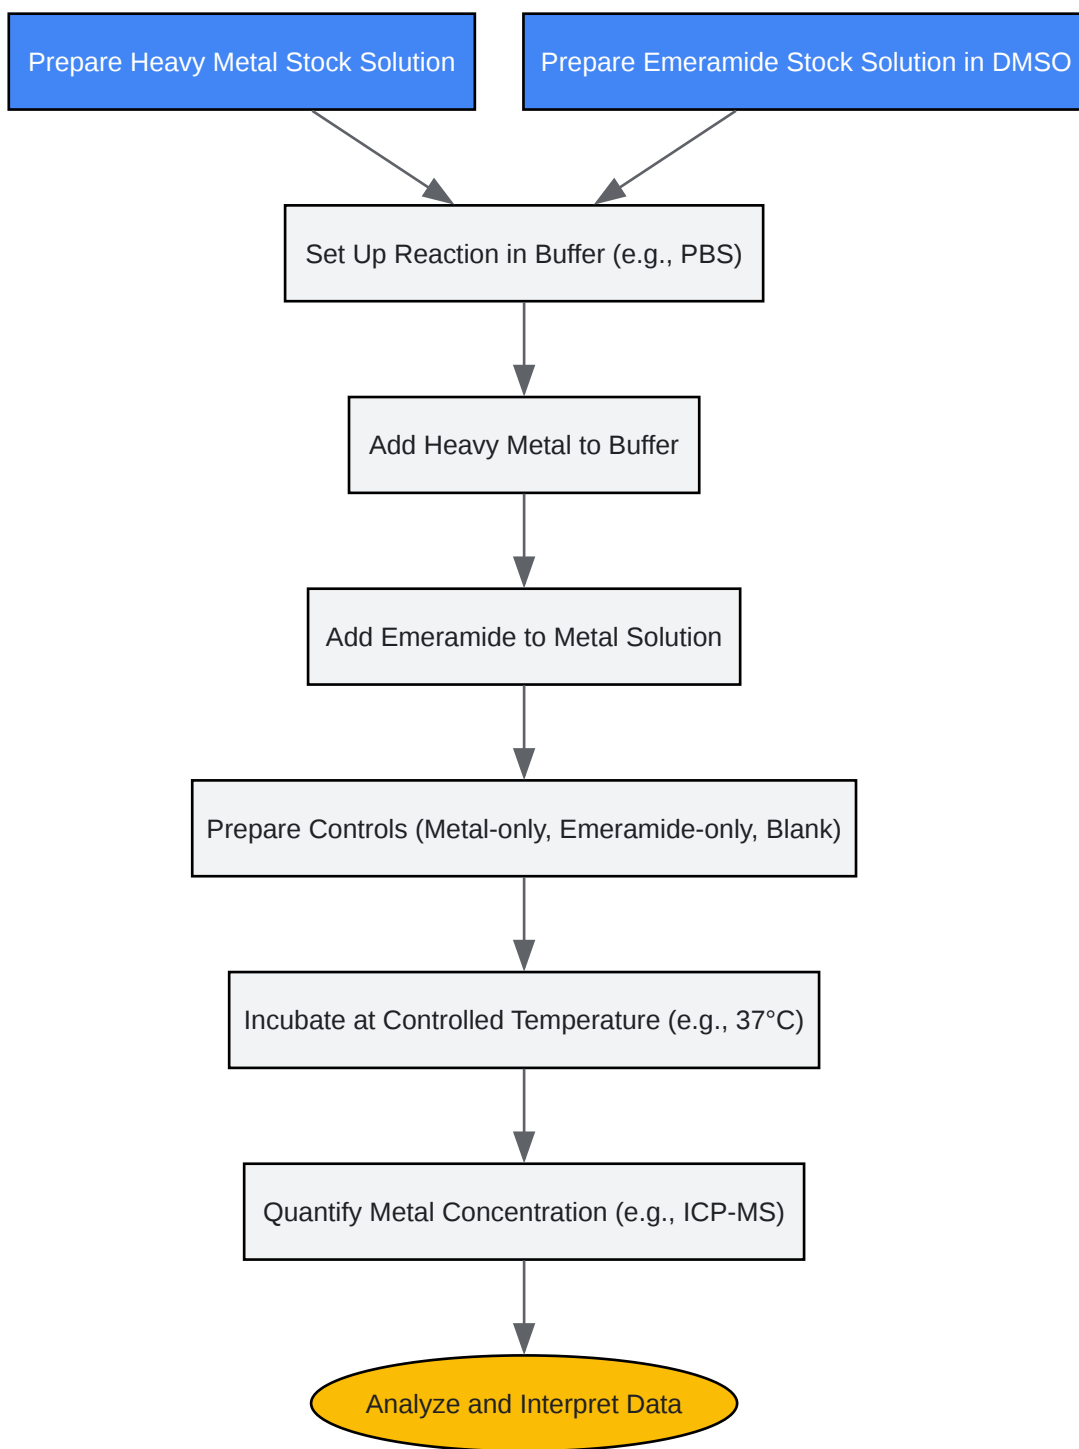 Prepare Heavy Metal Stock Solution
Prepare Emeramide Stock Solution in DMSO
Set Up Reaction in Buffer (e.g., PBS)
Add Heavy Metal to Buffer
Add Emeramide to Metal Solution
Prepare Controls (Metal-only, Emeramide-only, Blank)
Incubate at Controlled Temperature (e.g., 37°C)
Quantify Metal Concentration (e.g., ICP-MS)
Analyze and Interpret Data